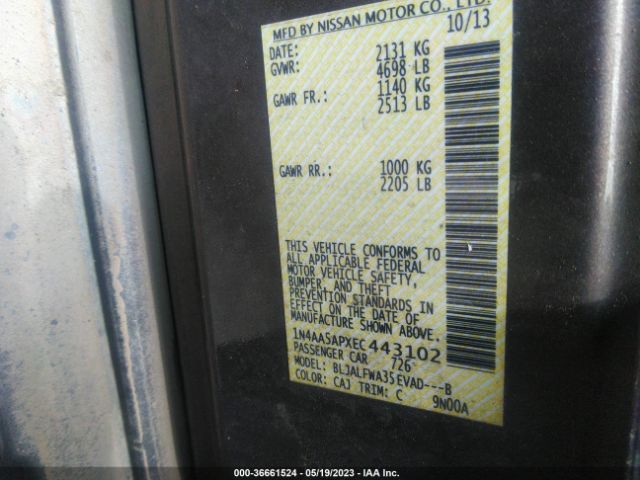 MFD BY NISSAN MOTOR CO., LTD.
10/13
DATE:
GVWR: 2131 KG
4698 LB
GAWR FR.: 1140 KG
2513 LB
GAWR RR.: 1000 KG
2205 LB
THIS VEHICLE CONFORMS TO
ALL APPLICABLE FEDERAL
MOTOR VEHICLE SAFETY,
BUMPER, AND THEFT
PREVENTION STANDARDS IN
EFFECT ON THE DATE OF
MANUFACTURE SHOWN ABOVE.
1N4AA5APXEC443102
PASSENGER CAR 726
MODEL: BLJALFWA35EVAD---B
COLOR: CAJ TRIM: C 9N00A
000-36661524 — 05/19/2023 — IAA Inc.